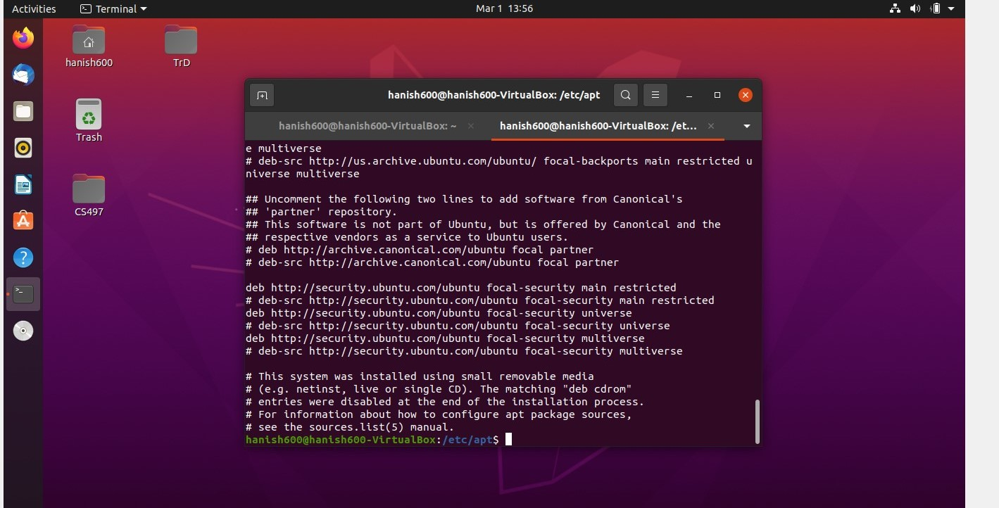 Activities
Terminal
Mar 1 13:56
hanish600
TrD
Trash
CS497
hanish600@hanish600-VirtualBox: /etc/apt
hanish600@hanish600-VirtualBox: ~
hanish600@hanish600-VirtualBox: /et...
e multiverse
# deb-src http://us.archive.ubuntu.com/ubuntu/ focal-backports main restricted u
niverse multiverse
## Uncomment the following two lines to add software from Canonical's
## 'partner' repository.
## This software is not part of Ubuntu, but is offered by Canonical and the
## respective vendors as a service to Ubuntu users.
# deb http://archive.canonical.com/ubuntu focal partner
# deb-src http://archive.canonical.com/ubuntu focal partner
deb http://security.ubuntu.com/ubuntu focal-security main restricted
# deb-src http://security.ubuntu.com/ubuntu focal-security main restricted
deb http://security.ubuntu.com/ubuntu focal-security universe
# deb-src http://security.ubuntu.com/ubuntu focal-security universe
deb http://security.ubuntu.com/ubuntu focal-security multiverse
# deb-src http://security.ubuntu.com/ubuntu focal-security multiverse
# This system was installed using small removable media
# (e.g. netinst, live or single CD). The matching "deb cdrom"
# entries were disabled at the end of the installation process.
# For information about how to configure apt package sources,
# see the sources.list(5) manual.
hanish600@hanish600-VirtualBox:/etc/apt$